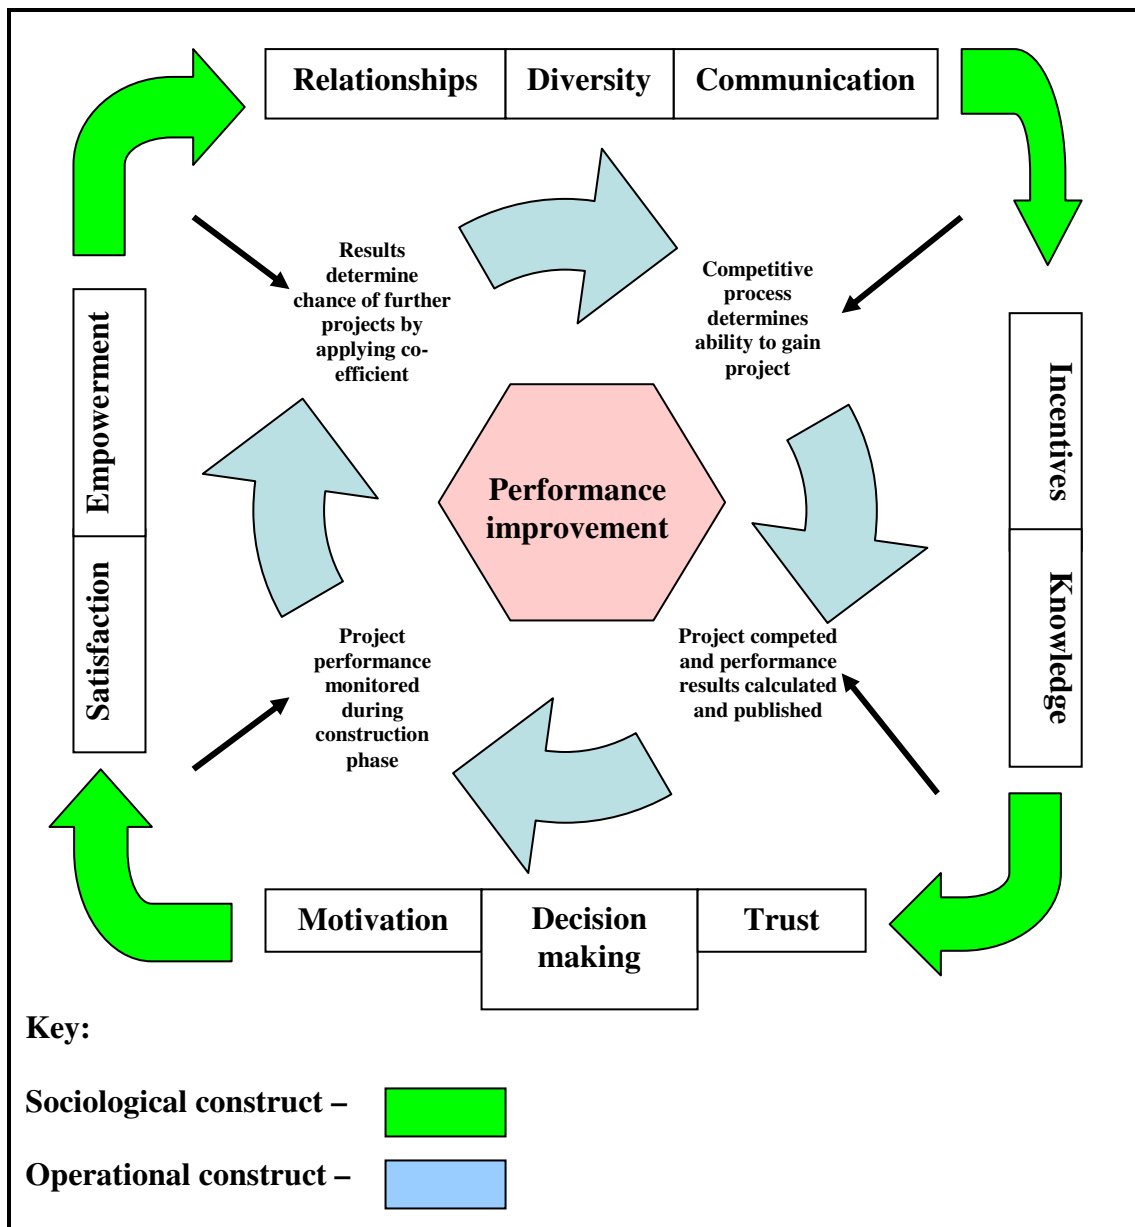 Relationships
Diversity
Communication
Results
determine
chance of further
projects by
applying co-
efficient
Competitive
process
determines
ability to gain
project
Empowerment
Satisfaction
Incentives
Knowledge
Performance
improvement
Project
performance
monitored
during
construction
phase
Project competed
and performance
results calculated
and published
Motivation
Decision
making
Trust
Key:
Sociological construct –
Operational construct –